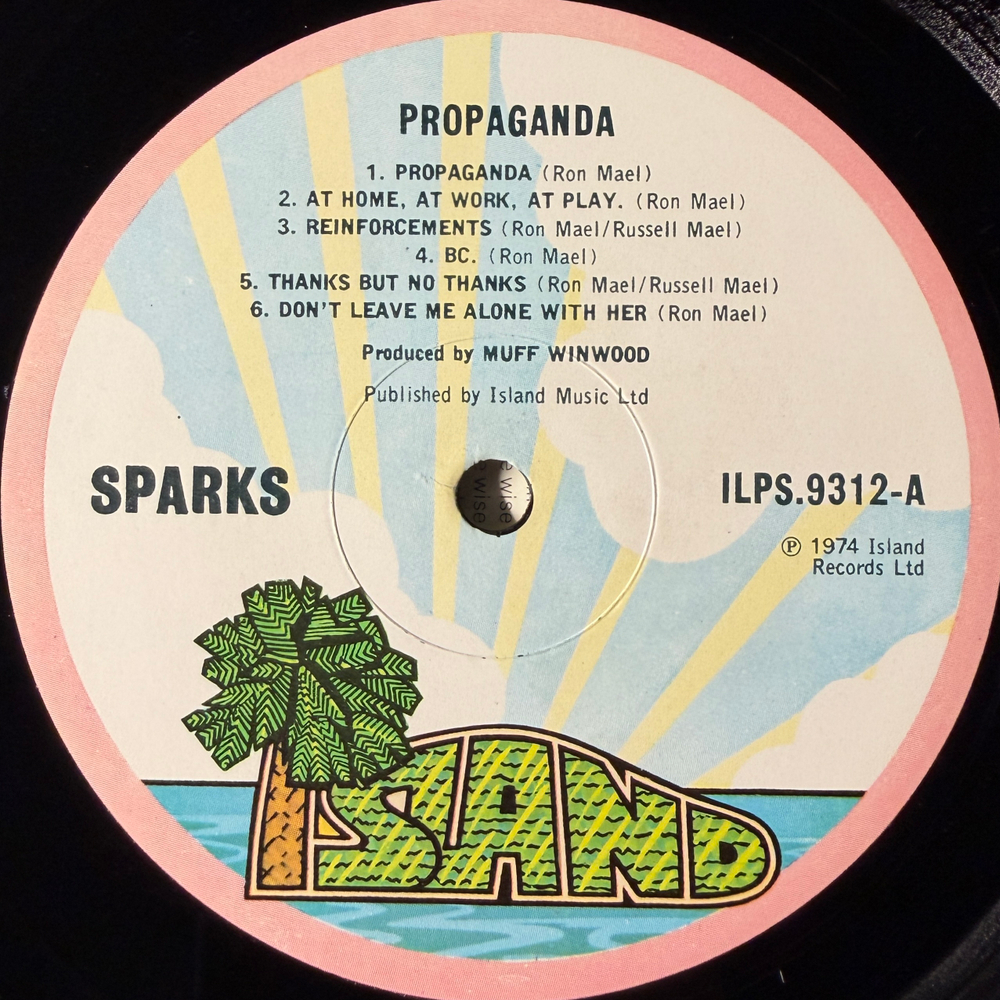 PROPAGANDA
1. PROPAGANDA (Ron Mael)
2. AT HOME, AT WORK, AT PLAY. (Ron Mael)
3. REINFORCEMENTS (Ron Mael/Russell Mael)
4. BC. (Ron Mael)
5. THANKS BUT NO THANKS (Ron Mael/Russell Mael)
6. DON'T LEAVE ME ALONE WITH HER (Ron Mael)
Produced by MUFF WINWOOD
Published by Island Music Ltd
SPARKS
ILPS.9312-A
℗ 1974 Island
Records Ltd
wise
wise
ISLAND